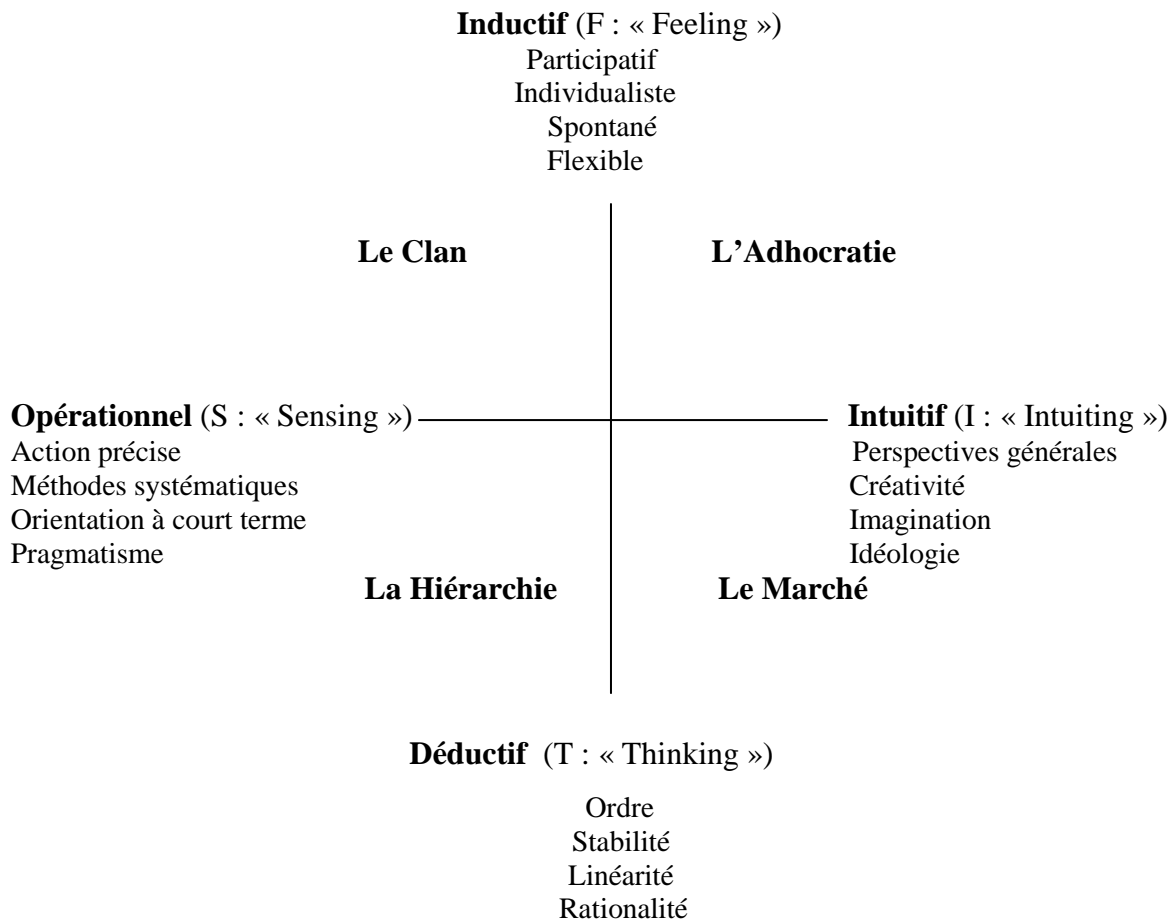 Inductif (F : « Feeling »)
Participatif
Individualiste
Spontané
Flexible
Le Clan
L’Adhocratie
Opérationnel (S : « Sensing »)
Action précise
Méthodes systématiques
Orientation à court terme
Pragmatisme
Intuitif (I : « Intuiting »)
Perspectives générales
Créativité
Imagination
Idéologie
La Hiérarchie
Le Marché
Déductif (T : « Thinking »)
Ordre
Stabilité
Linéarité
Rationalité